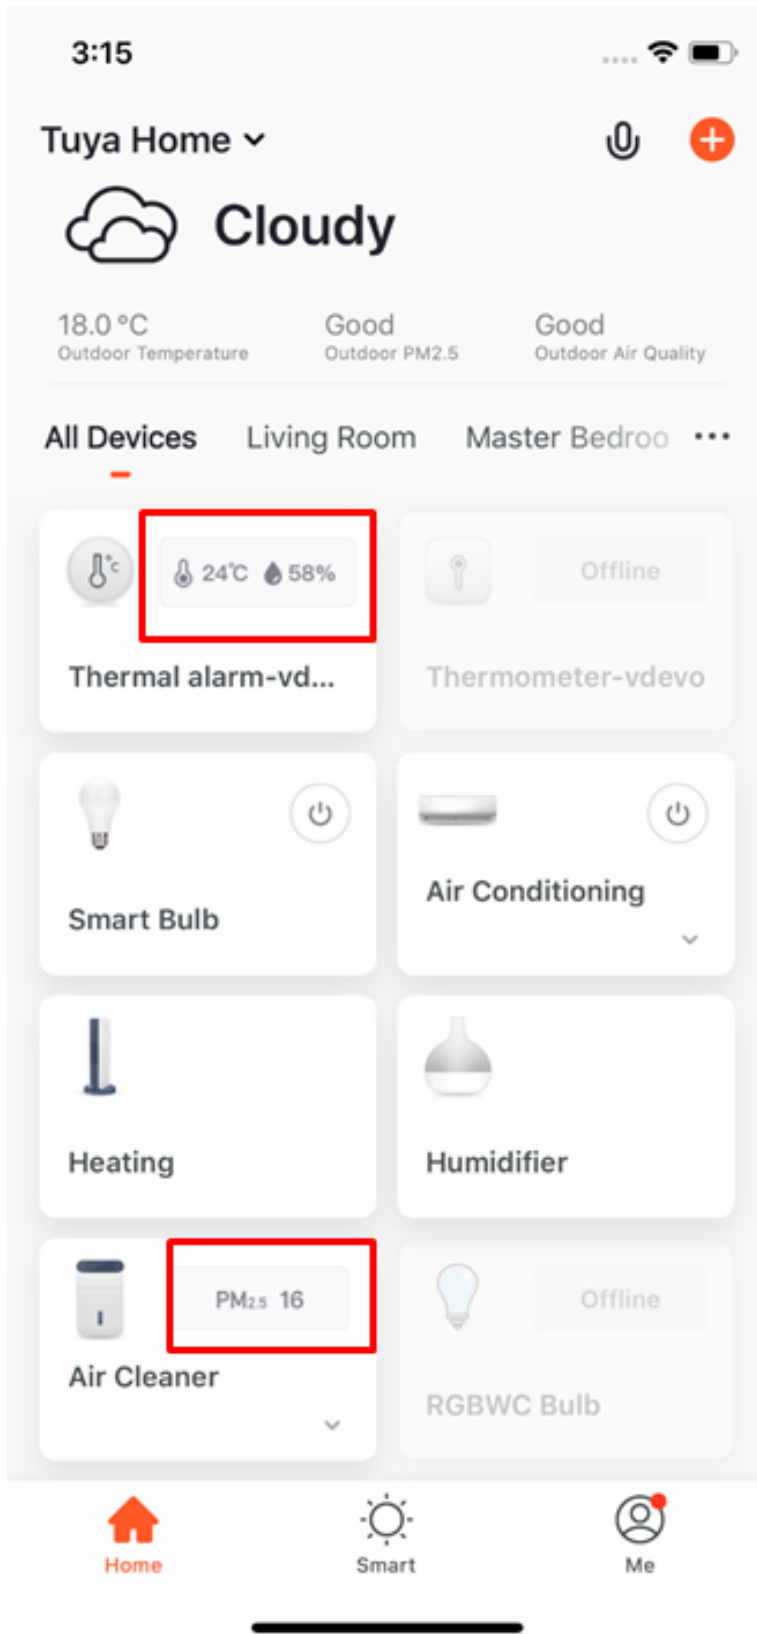 3:15
Tuya Home
Cloudy
18.0 °C Good Good
Outdoor Temperature Outdoor PM2.5 Outdoor Air Quality
All Devices Living Room Master Bedroo
°C 24℃ 58% Offline
Thermal alarm-vd... Thermometer-vdevo
Smart Bulb Air Conditioning
Heating Humidifier
PM2.5 16 Offline
Air Cleaner RGBWC Bulb
Home Smart Me